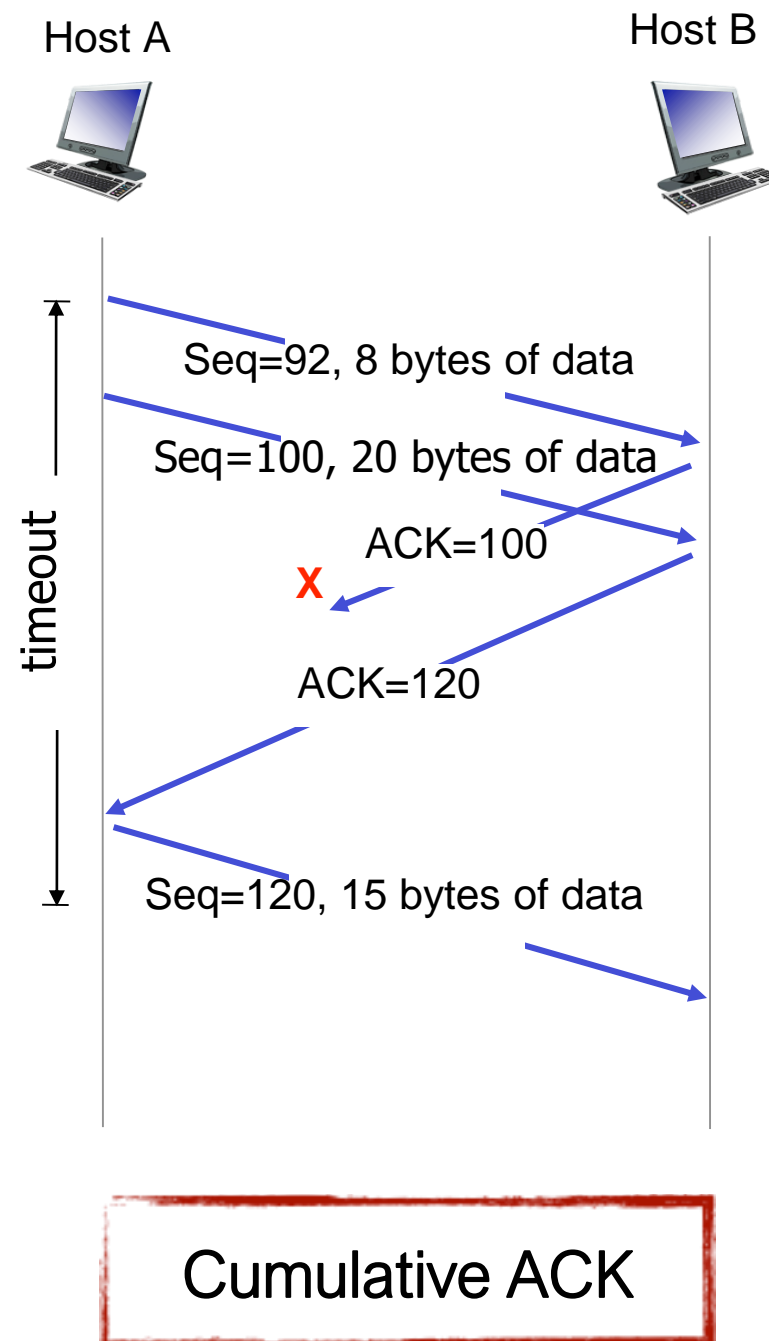 Host A
Host B
Seq=92, 8 bytes of data
Seq=100, 20 bytes of data
ACK=100
X
timeout
ACK=120
Seq=120, 15 bytes of data
Cumulative ACK